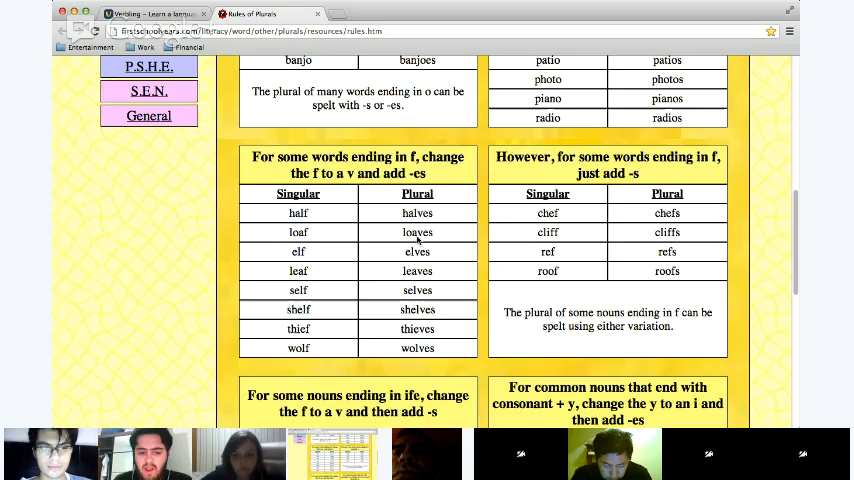 Verbling – Learn a langua
Rules of Plurals
firstschoolyears.com/literacy/word/other/plurals/resources/rules.htm
Entertainment Work Financial
P.S.H.E.
S.E.N.
General
banjo banjoes
The plural of many words ending in o can be
spelt with -s or -es.
patio patios
photo photos
piano pianos
radio radios
For some words ending in f, change
the f to a v and add -es
Singular Plural
half halves
loaf loaves
elf elves
leaf leaves
self selves
shelf shelves
thief thieves
wolf wolves
However, for some words ending in f,
just add -s
Singular Plural
chef chefs
cliff cliffs
ref refs
roof roofs
The plural of some nouns ending in f can be
spelt using either variation.
For some nouns ending in ife, change
the f to a v and then add -s
For common nouns that end with
consonant + y, change the y to an i and
then add -es